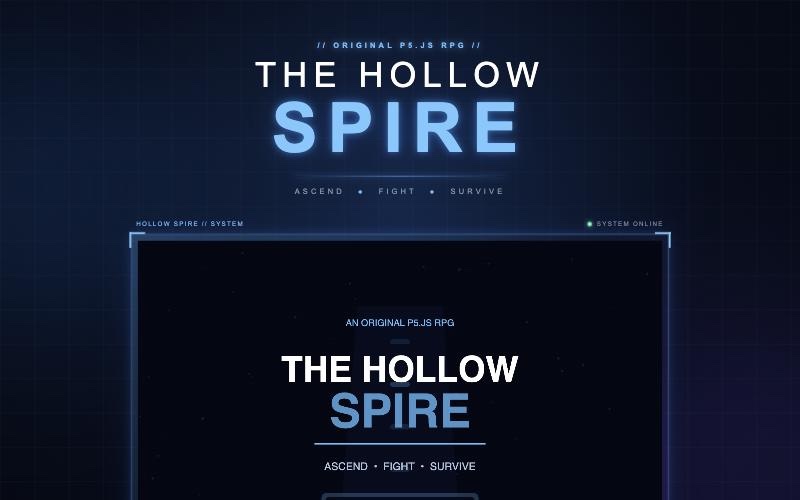 // ORIGINAL P5.JS RPG //
THE HOLLOW
SPIRE
ASCEND • FIGHT • SURVIVE
HOLLOW SPIRE // SYSTEM
SYSTEM ONLINE
AN ORIGINAL P5.JS RPG
THE HOLLOW
SPIRE
ASCEND • FIGHT • SURVIVE